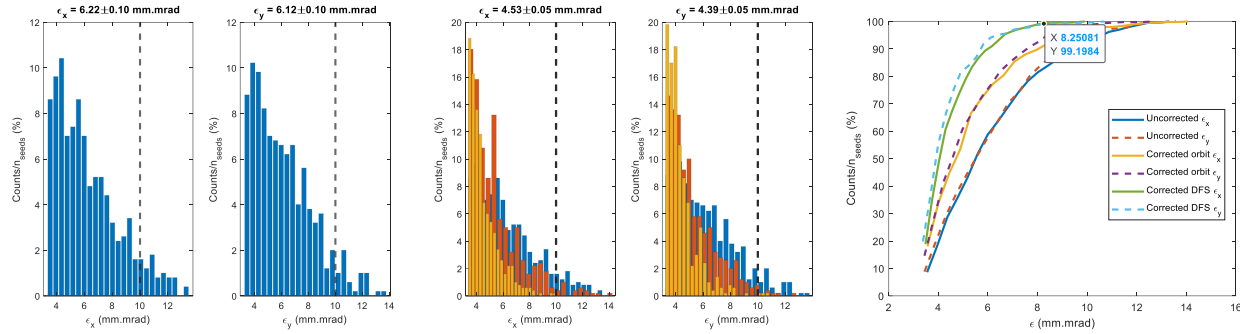 ϵx = 6.22±0.10 mm.mrad
Counts/nseeds (%)
12
10
8
6
4
2
0
4 6 8 10 12
ϵx (mm.mrad)
ϵy = 6.12±0.10 mm.mrad
Counts/nseeds (%)
12
10
8
6
4
2
0
4 6 8 10 12 14
ϵy (mm.mrad)
ϵx = 4.53±0.05 mm.mrad
Counts/nseeds (%)
20
18
16
14
12
10
8
6
4
2
0
4 6 8 10 12 14
ϵx (mm.mrad)
ϵy = 4.39±0.05 mm.mrad
Counts/nseeds (%)
20
18
16
14
12
10
8
6
4
2
0
4 6 8 10 12
ϵy (mm.mrad)
Counts/nseeds (%)
100
90
80
70
60
50
40
30
20
10
0
X 8.25081
Y 99.1984
Uncorrected ϵx
Uncorrected ϵy
Corrected orbit ϵx
Corrected orbit ϵy
Corrected DFS ϵx
Corrected DFS ϵy
2 4 6 8 10 12 14 16
ϵ (mm.mrad)